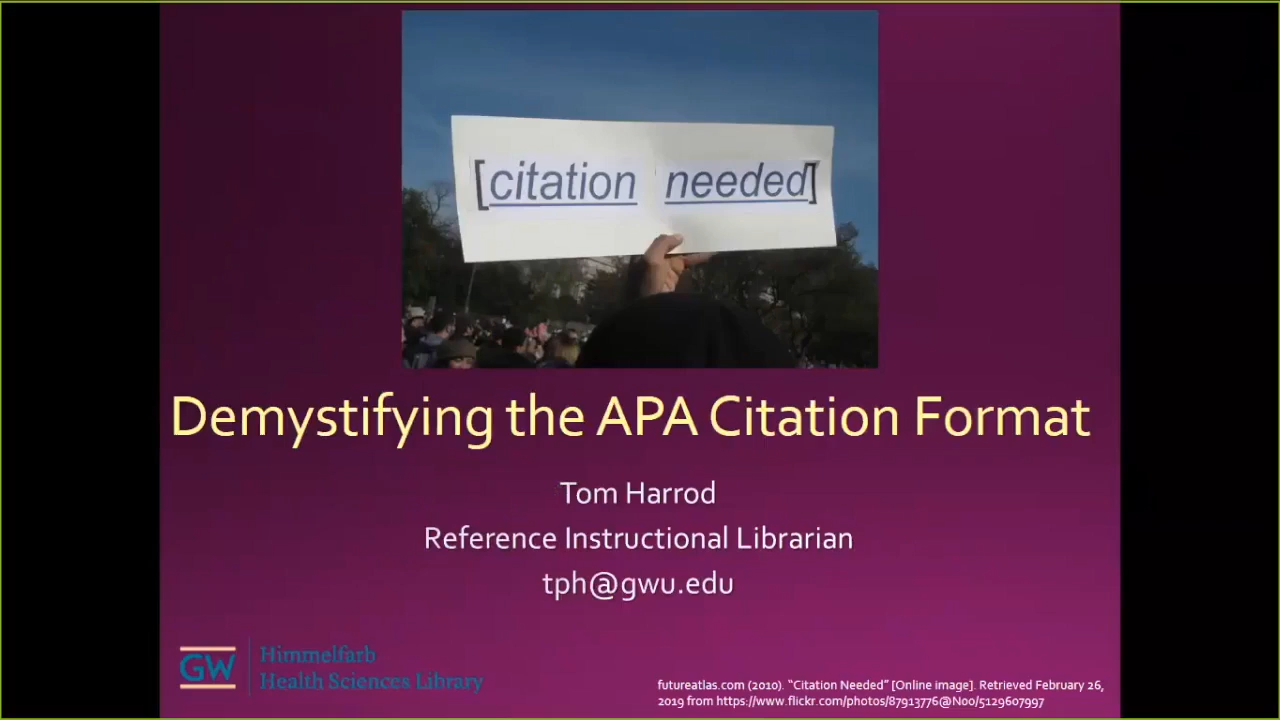 [citation needed]
Demystifying the APA Citation Format
Tom Harrod
Reference Instructional Librarian
tph@gwu.edu
GW
Himmelfarb
Health Sciences Library
futureatlas.com (2010). “Citation Needed” [Online image]. Retrieved February 26,
2019 from https://www.flickr.com/photos/87913776@N00/5129607997